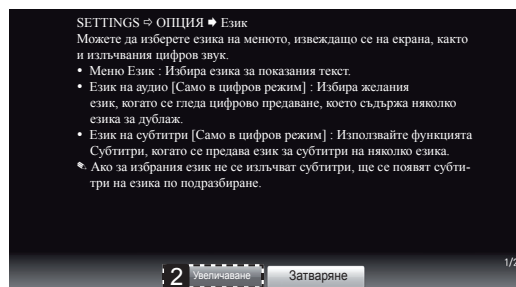 SETTINGS ⇨ ОПЦИЯ ➡ Език
Можете да изберете езика на менюто, извеждащо се на екрана, както
и излъчвания цифров звук.
• Меню Език : Избира езика за показания текст.
• Език на аудио [Само в цифров режим] : Избира желания
език, когато се гледа цифрово предаване, което съдържа няколко
езика за дублаж.
• Език на субтитри [Само в цифров режим] : Използвайте функцията
Субтитри, когато се предава език за субтитри на няколко езика.
✎ Ако за избрания език не се излъчват субтитри, ще се появят субти-
три на езика по подразбиране.
1/2
2 Увеличаване Затваряне